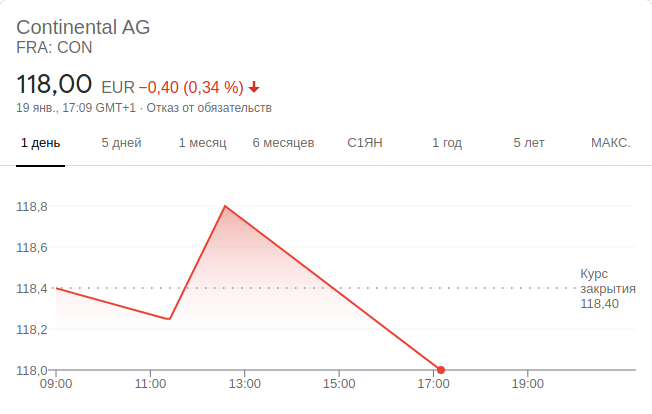 Continental AG
FRA: CON
118,00 EUR −0,40 (0,34 %)
19 янв., 17:09 GMT+1 · Отказ от обязательств
1 день 5 дней 1 месяц 6 месяцев С1ЯН 1 год 5 лет МАКС.
118,8
118,6
118,4
118,2
118,0
Курс
закрытия
118,40
09:00 11:00 13:00 15:00 17:00 19:00